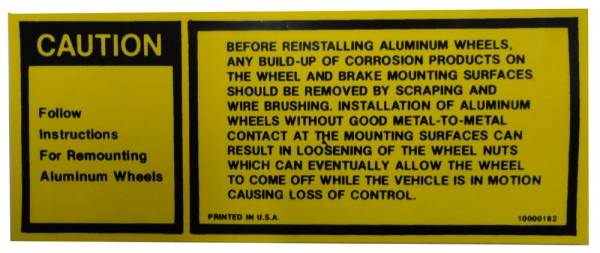 CAUTION
Follow
Instructions
For Remounting
Aluminum Wheels
BEFORE REINSTALLING ALUMINUM WHEELS,
ANY BUILD-UP OF CORROSION PRODUCTS ON
THE WHEEL AND BRAKE MOUNTING SURFACES
SHOULD BE REMOVED BY SCRAPING AND
WIRE BRUSHING. INSTALLATION OF ALUMINUM
WHEELS WITHOUT GOOD METAL-TO-METAL
CONTACT AT THE MOUNTING SURFACES CAN
RESULT IN LOOSENING OF THE WHEEL NUTS
WHICH CAN EVENTUALLY ALLOW THE WHEEL
TO COME OFF WHILE THE VEHICLE IS IN MOTION
CAUSING LOSS OF CONTROL.
PRINTED IN U.S.A. 10000182